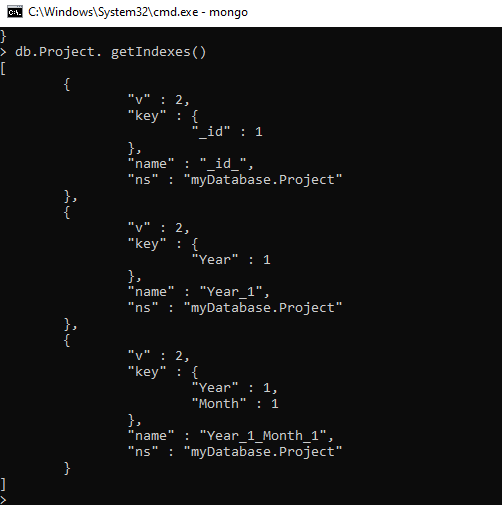 C:\Windows\System32\cmd.exe - mongo
}
> db.Project. getIndexes()
[
        {
                "v" : 2,
                "key" : {
                        "_id" : 1
                },
                "name" : "_id_",
                "ns" : "myDatabase.Project"
        },
        {
                "v" : 2,
                "key" : {
                        "Year" : 1
                },
                "name" : "Year_1",
                "ns" : "myDatabase.Project"
        },
        {
                "v" : 2,
                "key" : {
                        "Year" : 1,
                        "Month" : 1
                },
                "name" : "Year_1_Month_1",
                "ns" : "myDatabase.Project"
        }
]
>